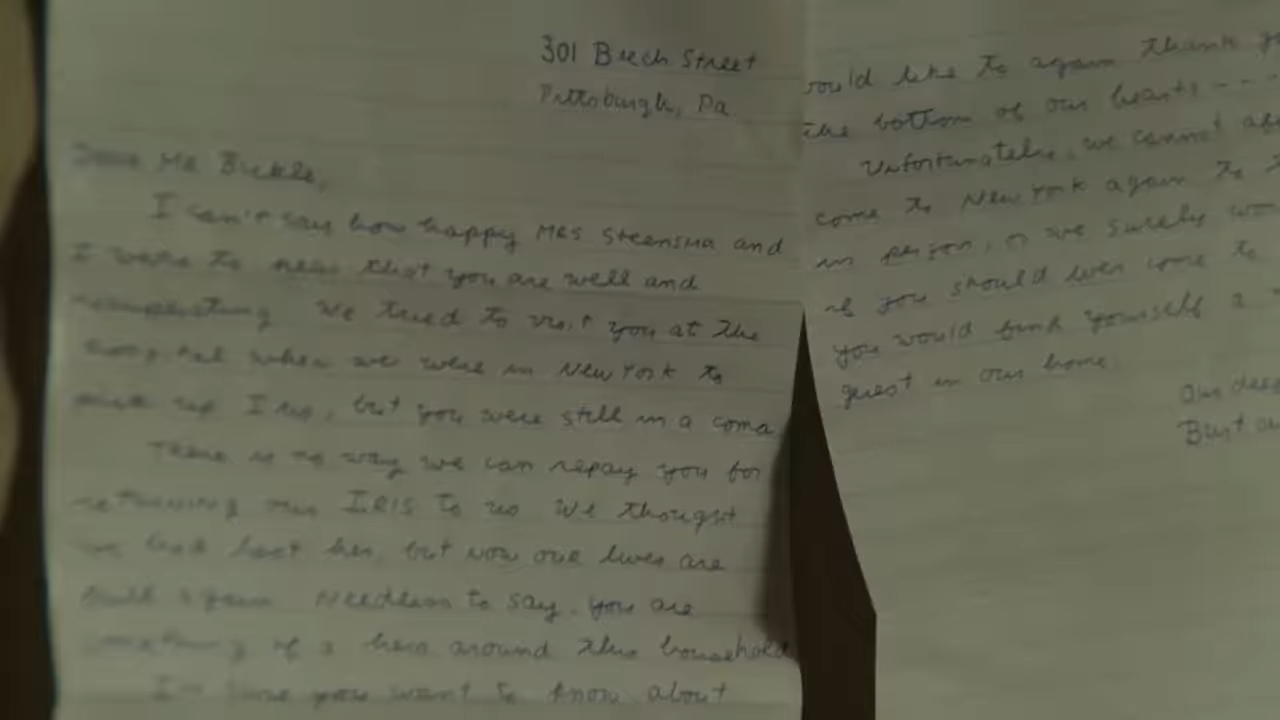 301 Beech Street
Pittsburgh, Pa
Dear Mr Bickle,
I can't say how happy Mrs Steensma and
I were to hear that you are well and
recuperating We tried to visit you at the
hospital when we were in New York to
pick up Iris, but you were still in a coma
There is no way we can repay you for
returning our IRIS to us We thought
we had lost her, but now our lives are
full again Needless to say, you are
something of a hero around this household
I'm sure you want to know about
would like to again thank
the bottom of our hearts - - -
Unfortunately, we cannot
come to New York again to
in person, or we surely
if you should ever come to
you would find yourself a
guest in our home.
Our
Burt